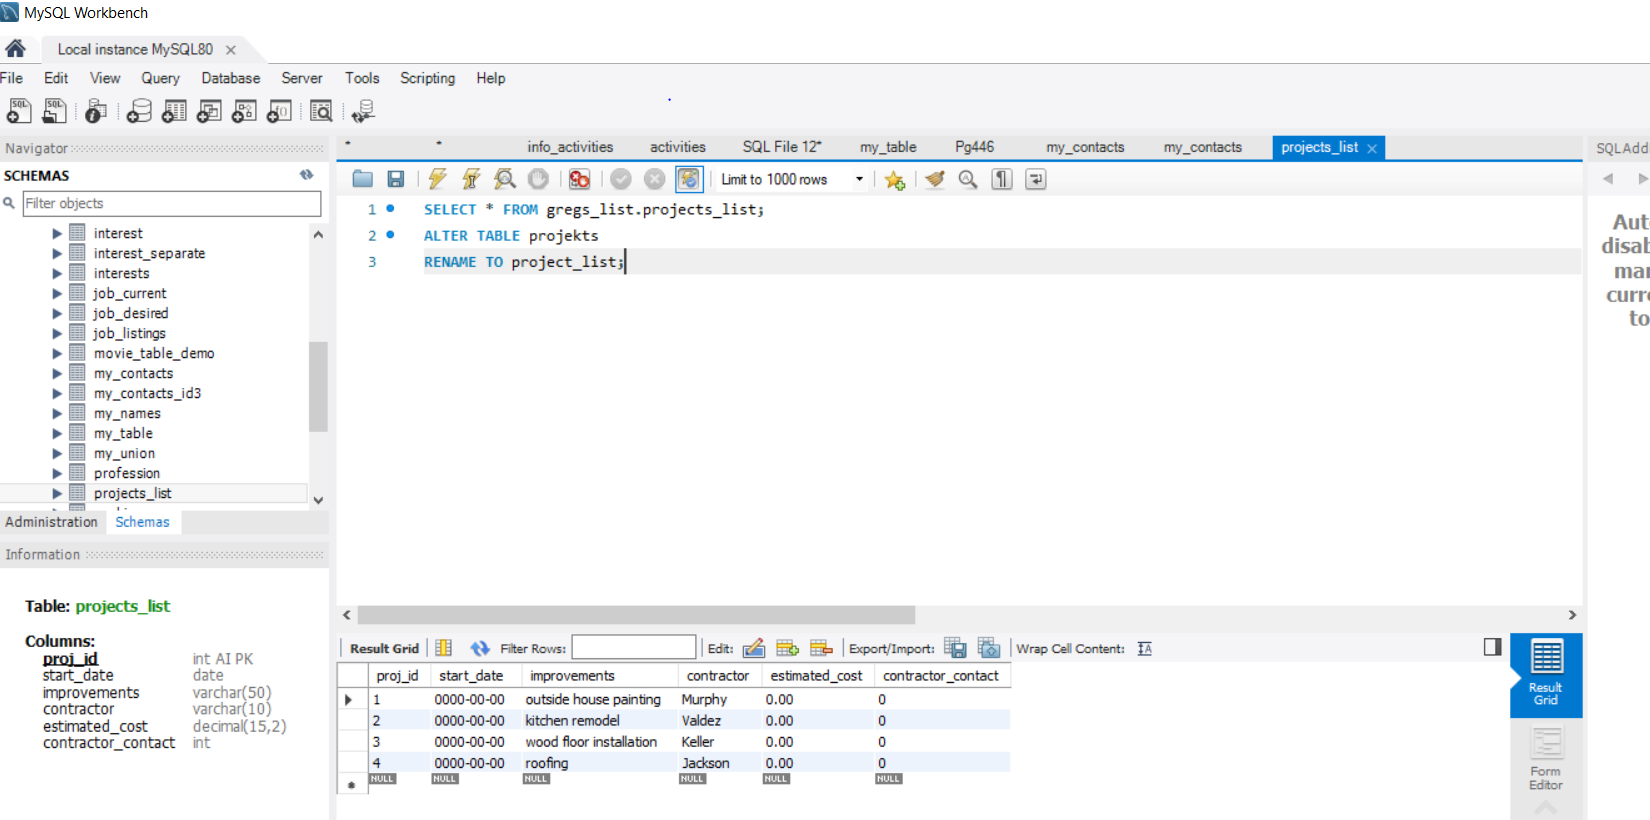 MySQL Workbench
Local instance MySQL80
File Edit View Query Database Server Tools Scripting Help
Navigator
SCHEMAS
Filter objects
interest
interest_separate
interests
job_current
job_desired
job_listings
movie_table_demo
my_contacts
my_contacts_id3
my_names
my_table
my_union
profession
projects_list
Administration Schemas
Information
Table: projects_list
Columns:
proj_id int AI PK
start_date date
improvements varchar(50)
contractor varchar(10)
estimated_cost decimal(15,2)
contractor_contact int
* * info_activities activities SQL File 12* my_table Pg446 my_contacts my_contacts projects_list
Limit to 1000 rows
1 SELECT * FROM gregs_list.projects_list;
2 ALTER TABLE projekts
3 RENAME TO project_list;
Result Grid Filter Rows: Edit: Export/Import: Wrap Cell Content:
proj_id start_date improvements contractor estimated_cost contractor_contact
1 0000-00-00 outside house painting Murphy 0.00 0
2 0000-00-00 kitchen remodel Valdez 0.00 0
3 0000-00-00 wood floor installation Keller 0.00 0
4 0000-00-00 roofing Jackson 0.00 0
NULL NULL NULL NULL NULL NULL
Result
Grid
Form
Editor
SQLAdd
Aut
disab
ma
curr
to